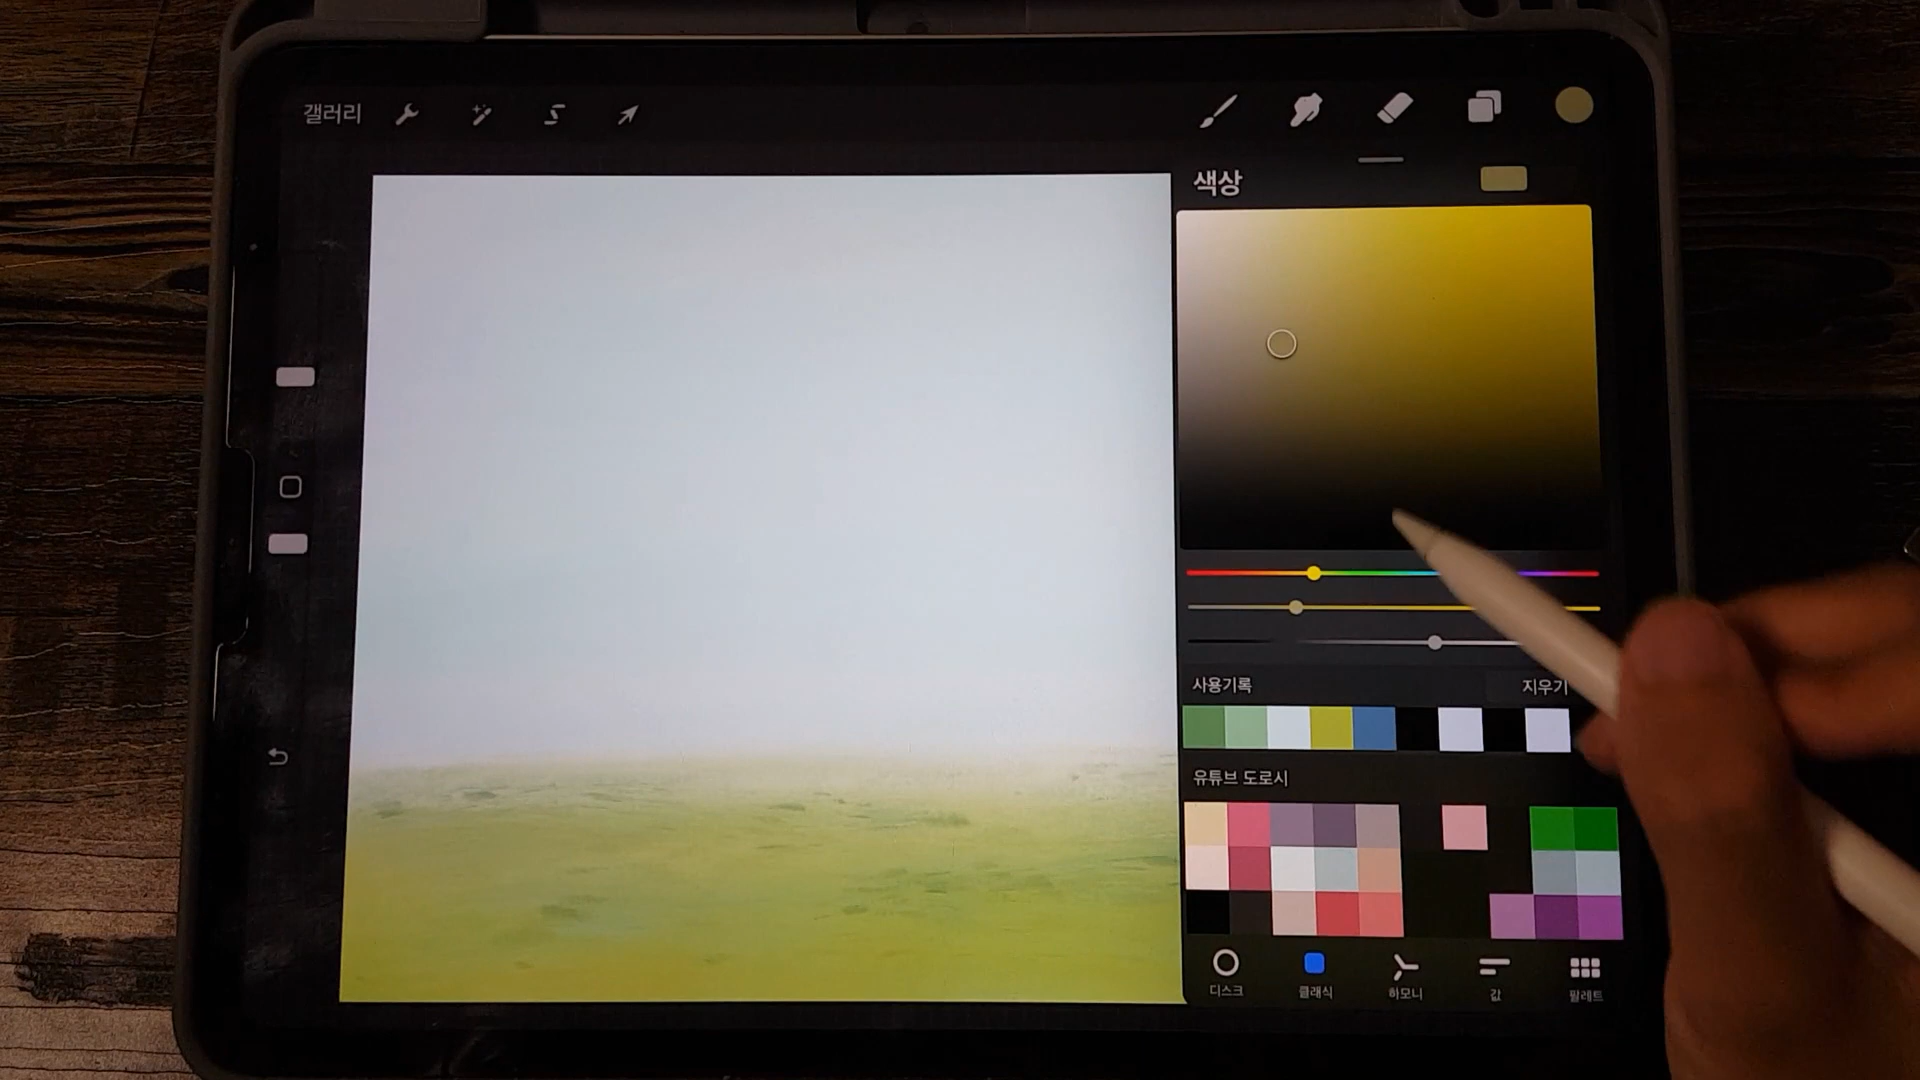 갤러리
색상
사용기록
지우기
유튜브 도로시
디스크
클래식
하모니
값
팔레트